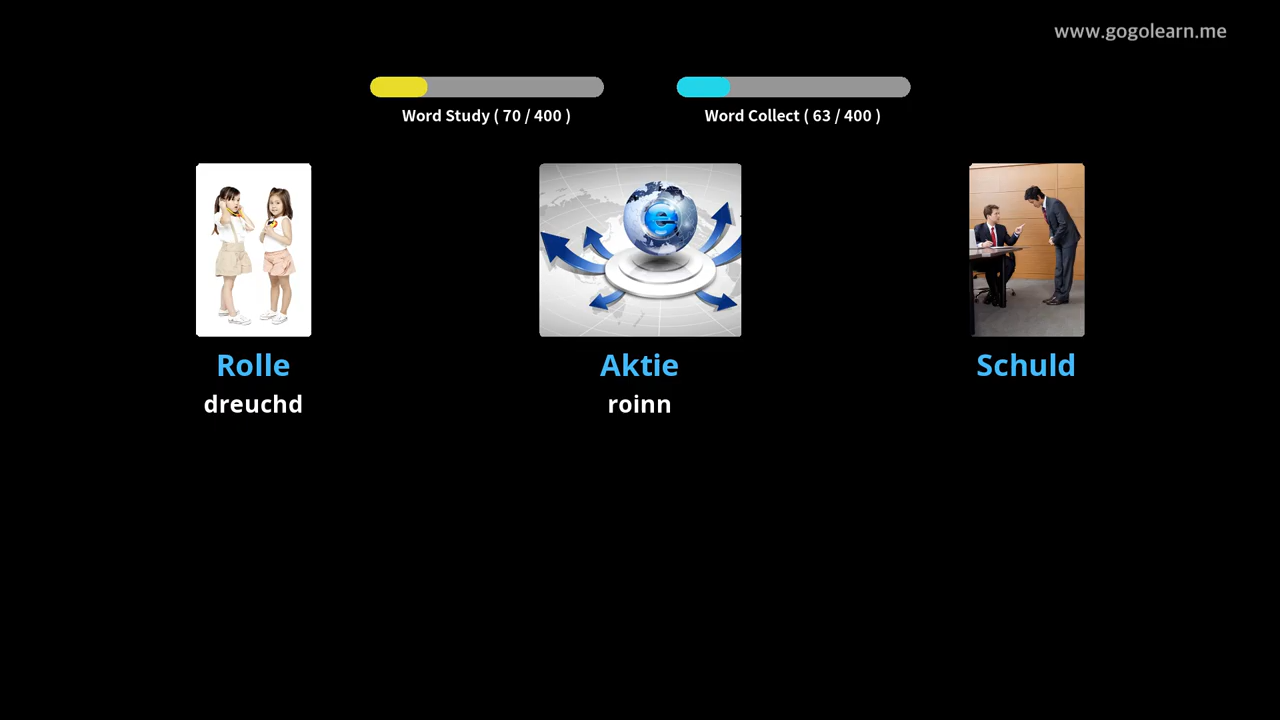 www.gogolearn.me
Word Study ( 70 / 400 )
Word Collect ( 63 / 400 )
e
Rolle
Aktie
Schuld
dreuchd
roinn